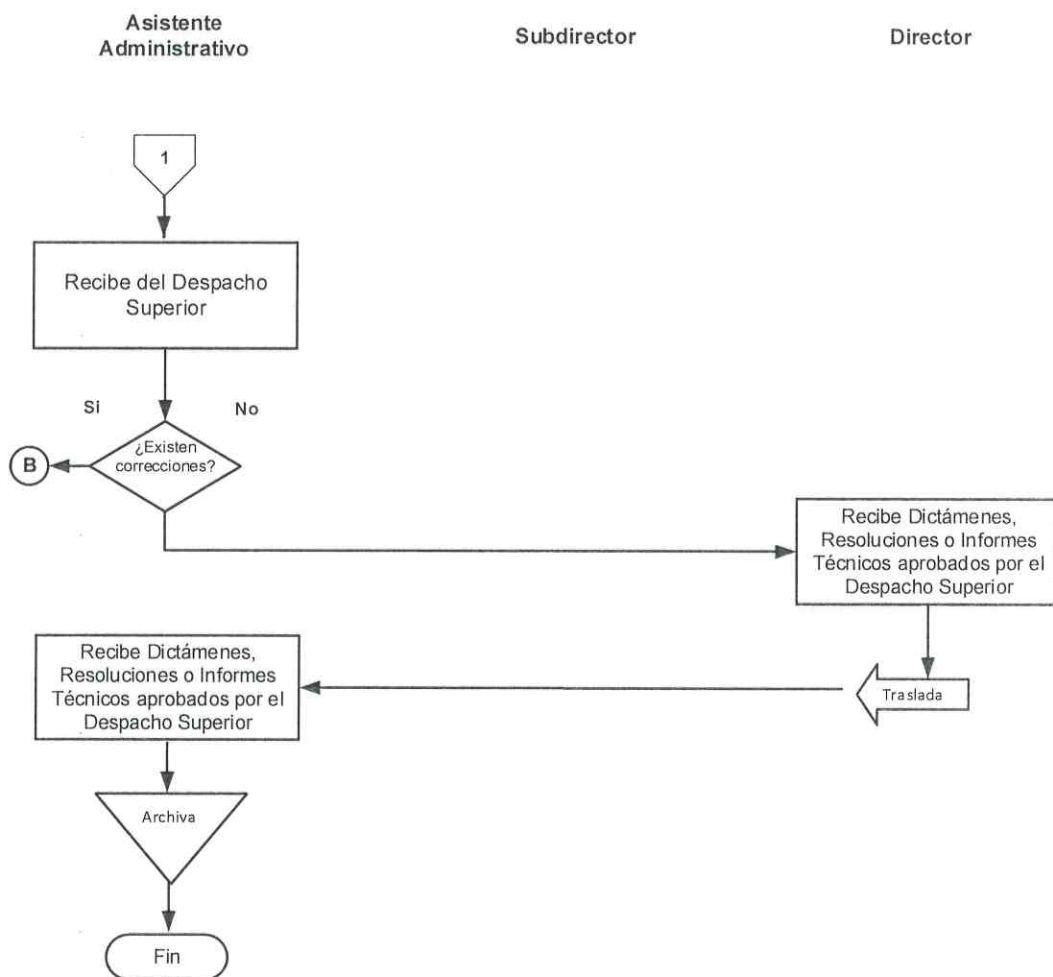 Asistente
Administrativo
Subdirector
Director
1
Recibe del Despacho
Superior
Si
No
¿Existen
correcciones?
B
Recibe Dictámenes,
Resoluciones o Informes
Técnicos aprobados por el
Despacho Superior
Traslada
Recibe Dictámenes,
Resoluciones o Informes
Técnicos aprobados por el
Despacho Superior
Archiva
Fin